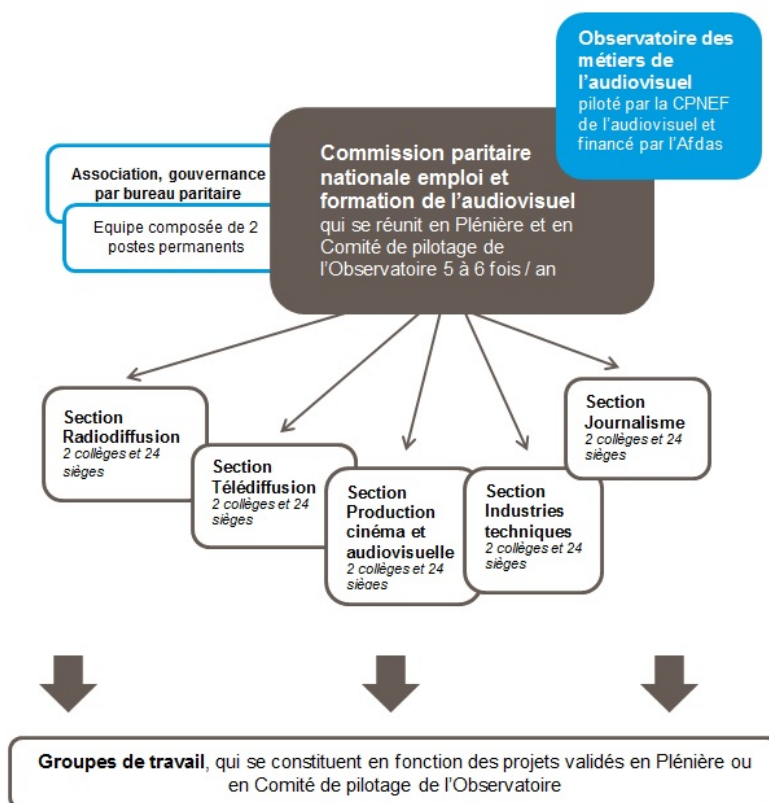 Observatoire des
métiers de
l'audiovisuel
piloté par la CPNEF
de l'audiovisuel et
financé par l'Afdas
Association, gouvernance
par bureau paritaire
Equipe composée de 2
postes permanents
Commission paritaire
nationale emploi et
formation de l'audiovisuel
qui se réunit en Plénière et en
Comité de pilotage de
l'Observatoire 5 à 6 fois / an
Section
Radiodiffusion
2 collèges et 24
sièges
Section
Télédiffusion
2 collèges et 24
sièges
Section
Production
cinéma et
audiovisuelle
2 collèges et 24
sièges
Section
Industries
techniques
2 collèges et 24
sièges
Section
Journalisme
2 collèges et 24
sièges
Groupes de travail, qui se constituent en fonction des projets validés en Plénière ou
en Comité de pilotage de l'Observatoire